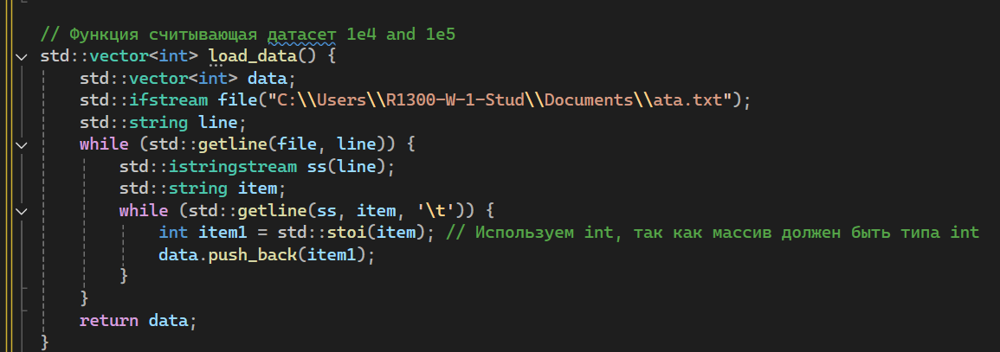 // Функция считывающая датасет 1e4 and 1e5
std::vector<int> load_data() {
    std::vector<int> data;
    std::ifstream file("C:\\Users\\R1300-W-1-Stud\\Documents\\ata.txt");
    std::string line;
    while (std::getline(file, line)) {
        std::istringstream ss(line);
        std::string item;
        while (std::getline(ss, item, '\t')) {
            int item1 = std::stoi(item); // Используем int, так как массив должен быть типа int
            data.push_back(item1);
        }
    }
    return data;
}